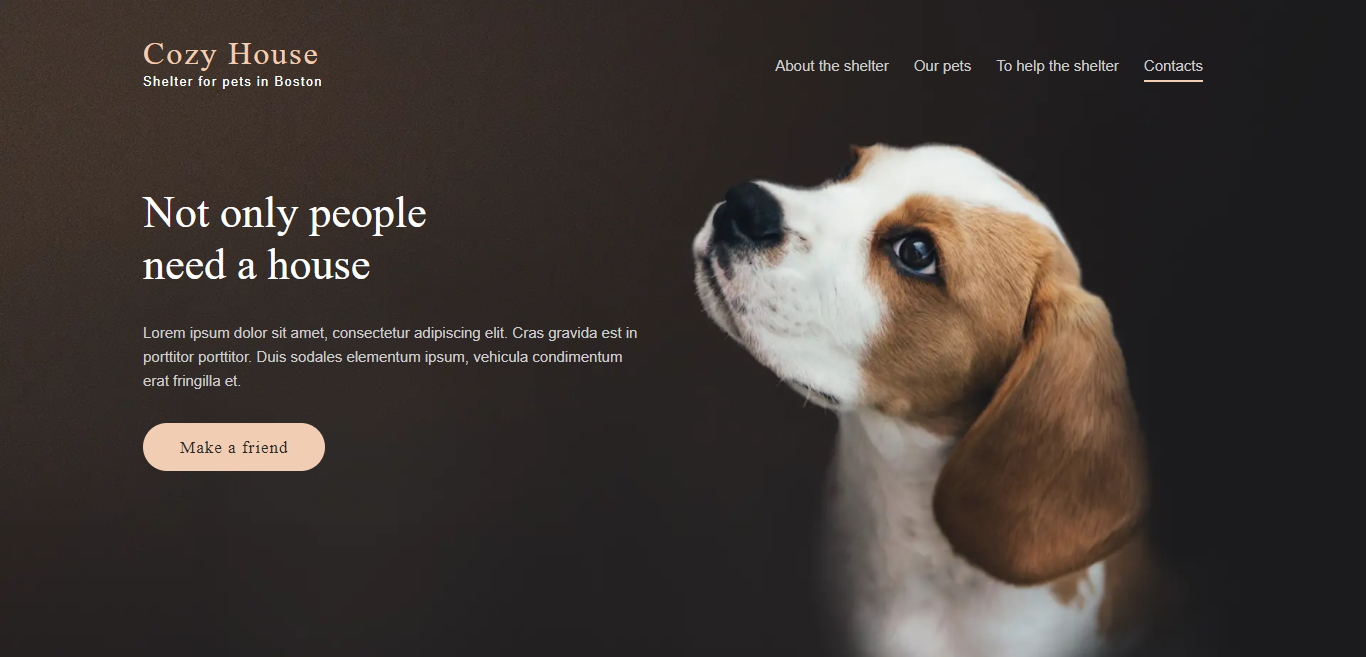 Cozy House
Shelter for pets in Boston
About the shelter
Our pets
To help the shelter
Contacts
Not only people
need a house
Lorem ipsum dolor sit amet, consectetur adipiscing elit. Cras gravida est in
porttitor porttitor. Duis sodales elementum ipsum, vehicula condimentum
erat fringilla et.
Make a friend